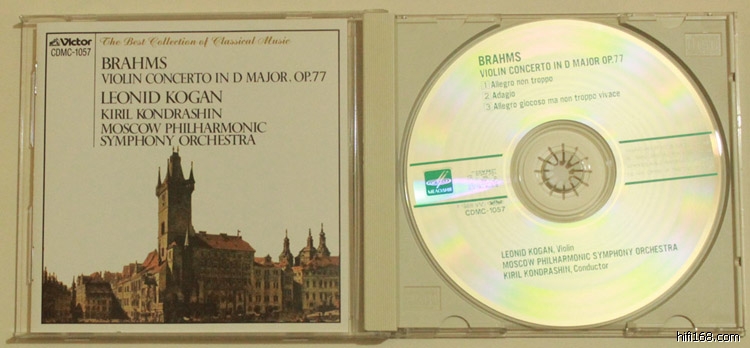 Victor
CDMC-1057
The Best Collection of Classical Music
BRAHMS
VIOLIN CONCERTO IN D MAJOR, OP.77
LEONID KOGAN
KIRIL KONDRASHIN
MOSCOW PHILHARMONIC
SYMPHONY ORCHESTRA
BRAHMS
VIOLIN CONCERTO IN D MAJOR OP.77
1 Allegro non troppo
2 Adagio
3 Allegro giocoso ma non troppo vivace
МЕЛОДИЯ
CDMC-1057
LEONID KOGAN, Violin
MOSCOW PHILHARMONIC SYMPHONY ORCHESTRA
KIRIL KONDRASHIN, Conductor
hifi168.com